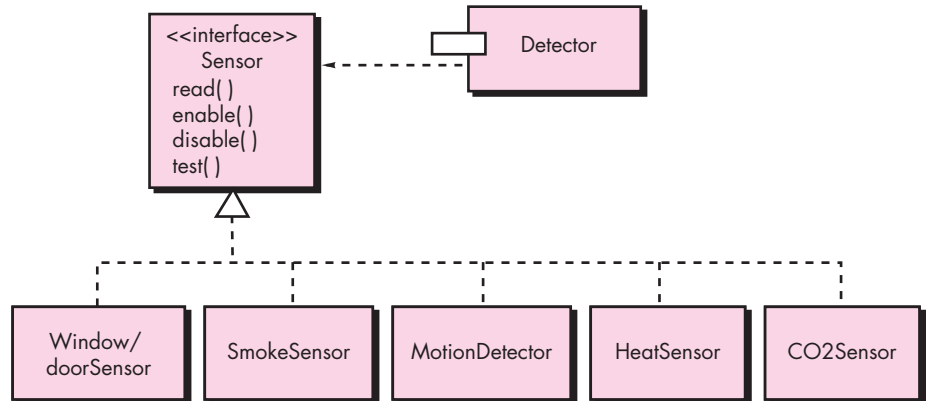 <<interface>>
Sensor
read( )
enable( )
disable( )
test( )
Detector
Window/
doorSensor
SmokeSensor
MotionDetector
HeatSensor
CO2Sensor